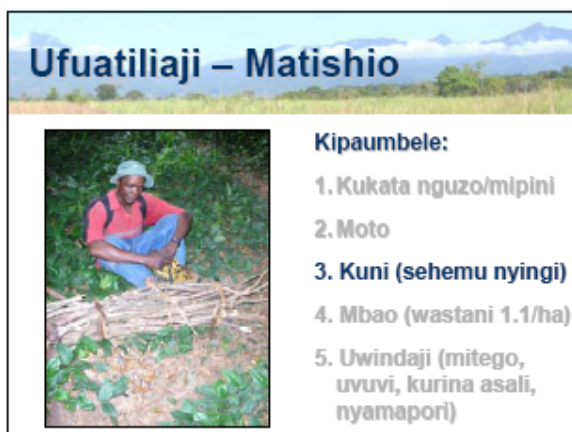 Ufuatiliaji – Matishio
Kipaumbele:
1. Kukata nguzo/mipini
2. Moto
3. Kuni (sehemu nyingi)
4. Mbao (wastani 1.1/ha)
5. Uwindaji (mitego,
uvuvi, kurina asali,
nyamapori)